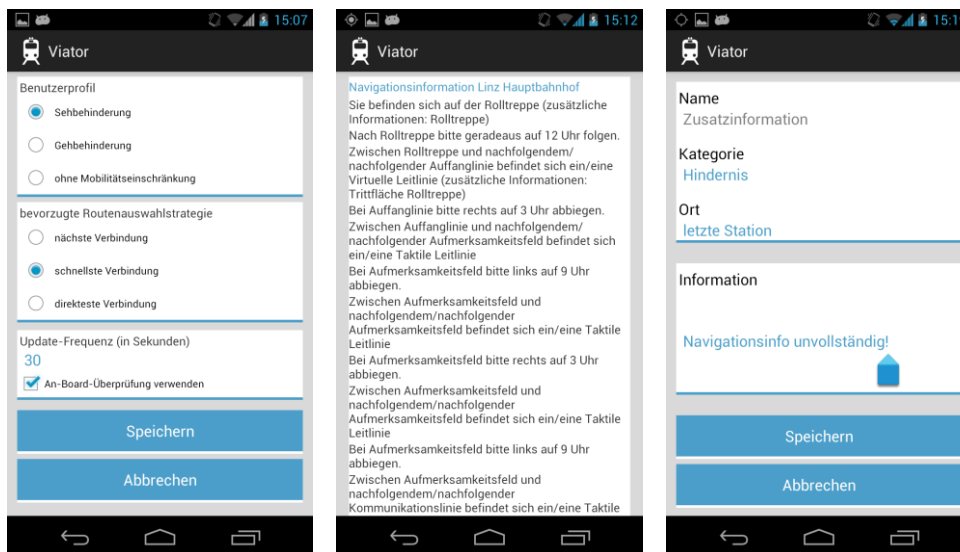 15:07
Viator
Benutzerprofil
Sehbehinderung
Gehbehinderung
ohne Mobilitätseinschränkung
bevorzugte Routenauswahlstrategie
nächste Verbindung
schnellste Verbindung
direkteste Verbindung
Update-Frequenz (in Sekunden)
30
An-Board-Überprüfung verwenden
Speichern
Abbrechen
15:12
Viator
Navigationsinformation Linz Hauptbahnhof
Sie befinden sich auf der Rolltreppe (zusätzliche
Informationen: Rolltreppe)
Nach Rolltreppe bitte geradeaus auf 12 Uhr folgen.
Zwischen Rolltreppe und nachfolgendem/
nachfolgender Auffanglinie befindet sich ein/eine
Virtuelle Leitlinie (zusätzliche Informationen:
Trittfläche Rolltreppe)
Bei Auffanglinie bitte rechts auf 3 Uhr abbiegen.
Zwischen Auffanglinie und nachfolgendem/
nachfolgender Aufmerksamkeitsfeld befindet sich
ein/eine Taktile Leitlinie
Bei Aufmerksamkeitsfeld bitte links auf 9 Uhr
abbiegen.
Zwischen Aufmerksamkeitsfeld und
nachfolgendem/nachfolgender
Aufmerksamkeitsfeld befindet sich ein/eine Taktile
Leitlinie
Bei Aufmerksamkeitsfeld bitte rechts auf 3 Uhr
abbiegen.
Zwischen Aufmerksamkeitsfeld und
nachfolgendem/nachfolgender
Aufmerksamkeitsfeld befindet sich ein/eine Taktile
Leitlinie
Bei Aufmerksamkeitsfeld bitte links auf 9 Uhr
abbiegen.
Zwischen Aufmerksamkeitsfeld und
nachfolgendem/nachfolgender
Kommunikationslinie befindet sich ein/eine Taktile
Viator
Name
Zusatzinformation
Kategorie
Hindernis
Ort
letzte Station
Information
Navigationsinfo unvollständig!
Speichern
Abbrechen